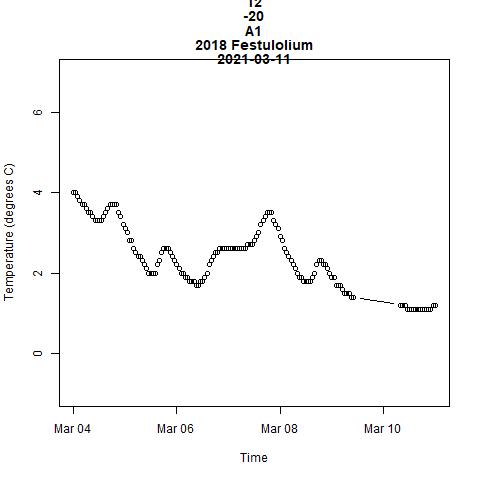 -20
A1
2018 Festulolium
2021-03-11
6
4
2
0
Temperature (degrees C)
Mar 04
Mar 06
Mar 08
Mar 10
Time